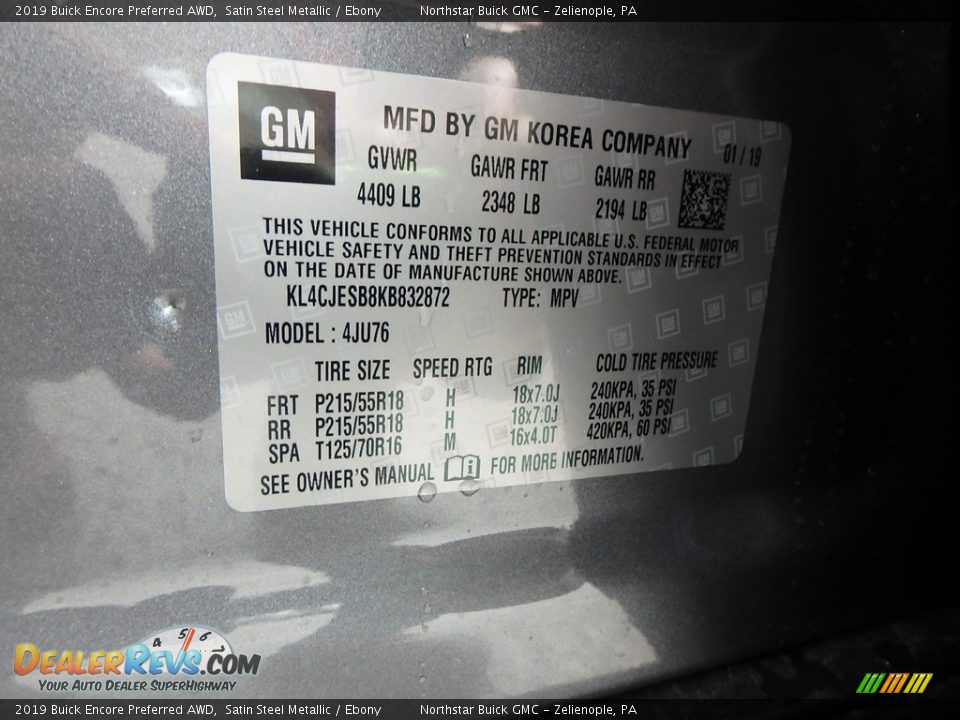 2019 Buick Encore Preferred AWD, Satin Steel Metallic / Ebony Northstar Buick GMC - Zelienople, PA
GM
MFD BY GM KOREA COMPANY
01 / 19
GVWR GAWR FRT GAWR RR
4409 LB 2348 LB 2194 LB
THIS VEHICLE CONFORMS TO ALL APPLICABLE U.S. FEDERAL MOTOR
VEHICLE SAFETY AND THEFT PREVENTION STANDARDS IN EFFECT
ON THE DATE OF MANUFACTURE SHOWN ABOVE.
KL4CJESB8KB832872 TYPE: MPV
MODEL : 4JU76
TIRE SIZE SPEED RTG RIM COLD TIRE PRESSURE
FRT P215/55R18 H 18x7.0J 240KPA, 35 PSI
RR P215/55R18 H 18x7.0J 240KPA, 35 PSI
SPA T125/70R16 M 16x4.0T 420KPA, 60 PSI
SEE OWNER'S MANUAL i FOR MORE INFORMATION.
4 5 6
DEALERREVS.COM
YOUR AUTO DEALER SUPERHIGHWAY
2019 Buick Encore Preferred AWD, Satin Steel Metallic / Ebony Northstar Buick GMC - Zelienople, PA